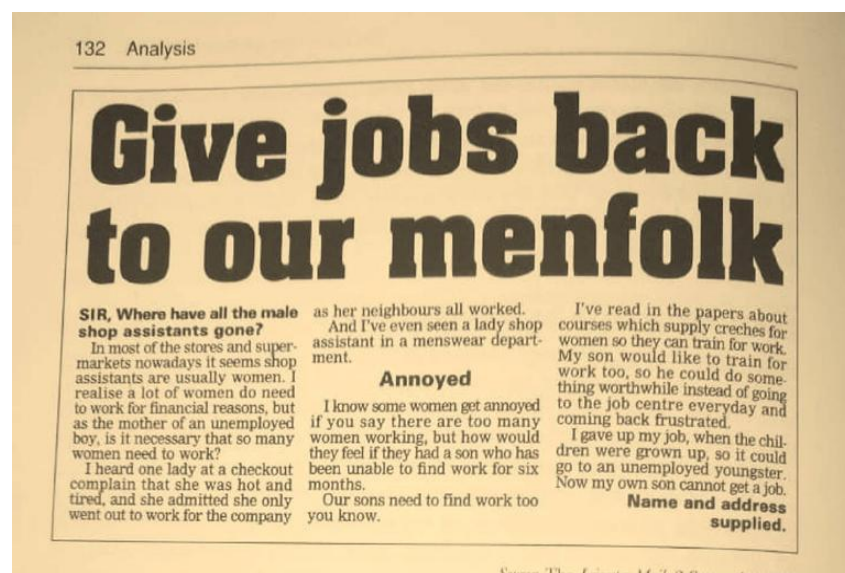 132 Analysis
Give jobs back
to our menfolk
SIR, Where have all the male
shop assistants gone?
In most of the stores and super-
markets nowadays it seems shop
assistants are usually women. I
realise a lot of women do need
to work for financial reasons, but
as the mother of an unemployed
boy, is it necessary that so many
women need to work?
I heard one lady at a checkout
complain that she was hot and
tired, and she admitted she only
went out to work for the company
as her neighbours all worked.
And I've even seen a lady shop
assistant in a menswear depart-
ment.
Annoyed
I know some women get annoyed
if you say there are too many
women working, but how would
they feel if they had a son who has
been unable to find work for six
months.
Our sons need to find work too
you know.
I've read in the papers about
courses which supply creches for
women so they can train for work.
My son would like to train for
work too, so he could do some-
thing worthwhile instead of going
to the job centre everyday and
coming back frustrated.
I gave up my job, when the chil-
dren were grown up, so it could
go to an unemployed youngster.
Now my own son cannot get a job.
Name and address
supplied.